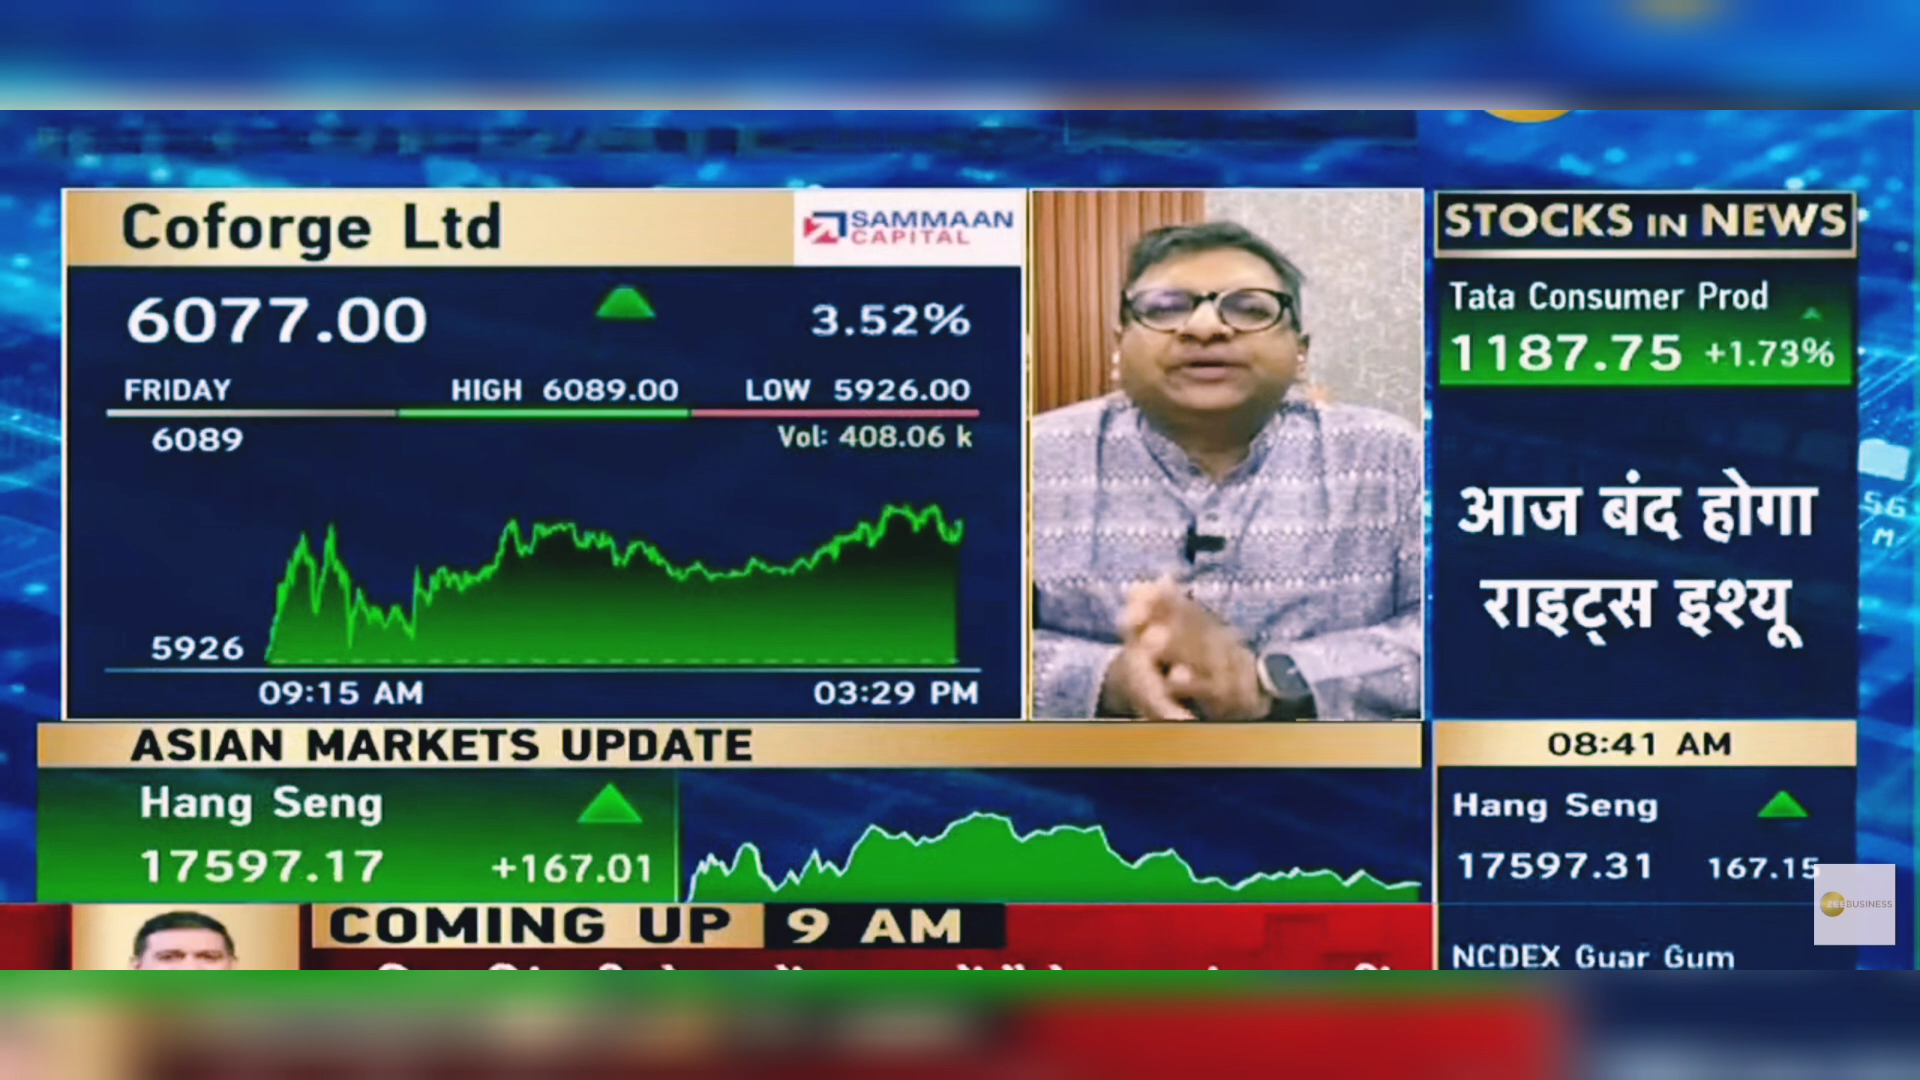 Coforge Ltd
SAMMAAN
CAPITAL
6077.00 3.52%
FRIDAY HIGH 6089.00 LOW 5926.00
6089 Vol: 408.06 k
5926
09:15 AM 03:29 PM
STOCKS IN NEWS
Tata Consumer Prod
1187.75 +1.73%
आज बंद होगा
राइट्स इश्यू
56
M
ASIAN MARKETS UPDATE
Hang Seng
17597.17 +167.01
08:41 AM
Hang Seng
17597.31 167.15
ZEEBUSINESS
NCDEX Guar Gum
COMING UP 9 AM